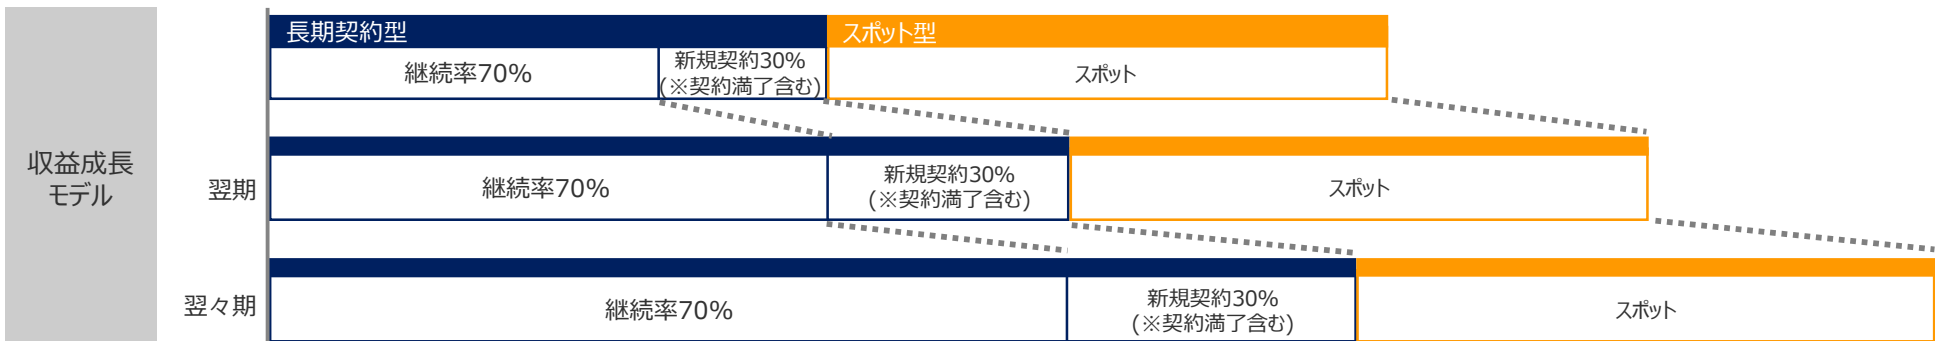 収益成長
モデル
長期契約型
スポット型
継続率70%
新規契約30%
(※契約満了含む)
スポット
翌期
継続率70%
新規契約30%
(※契約満了含む)
スポット
翌々期
継続率70%
新規契約30%
(※契約満了含む)
スポット